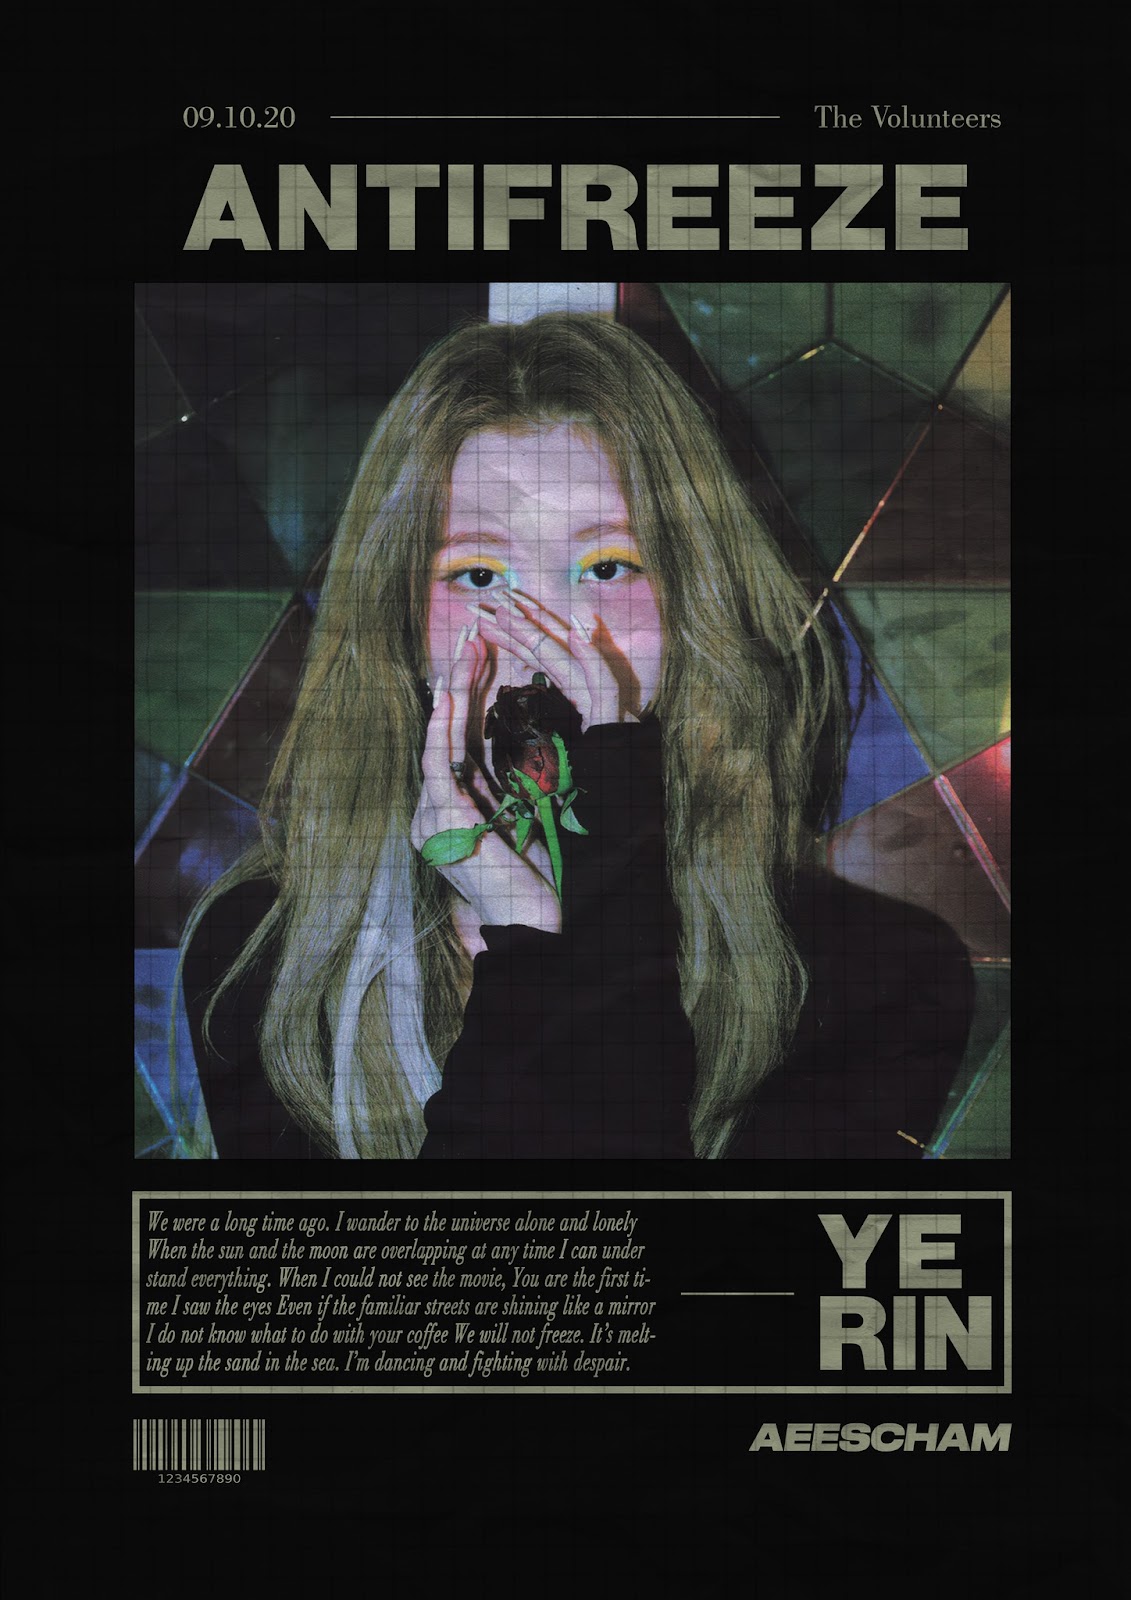 09.10.20
The Volunteers
ANTIFREEZE
We were a long time ago. I wander to the universe alone and lonely
When the sun and the moon are overlapping at any time I can under
stand everything. When I could not see the movie, You are the first ti-
me I saw the eyes Even if the familiar streets are shining like a mirror
I do not know what to do with your coffee We will not freeze. It's melt-
ing up the sand in the sea. I'm dancing and fighting with despair.
YE
RIN
1234567890
AEESCHAM